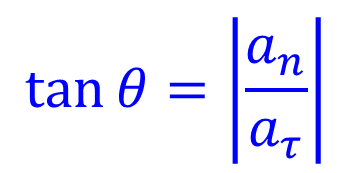 tan θ = |aₙ / a_τ|